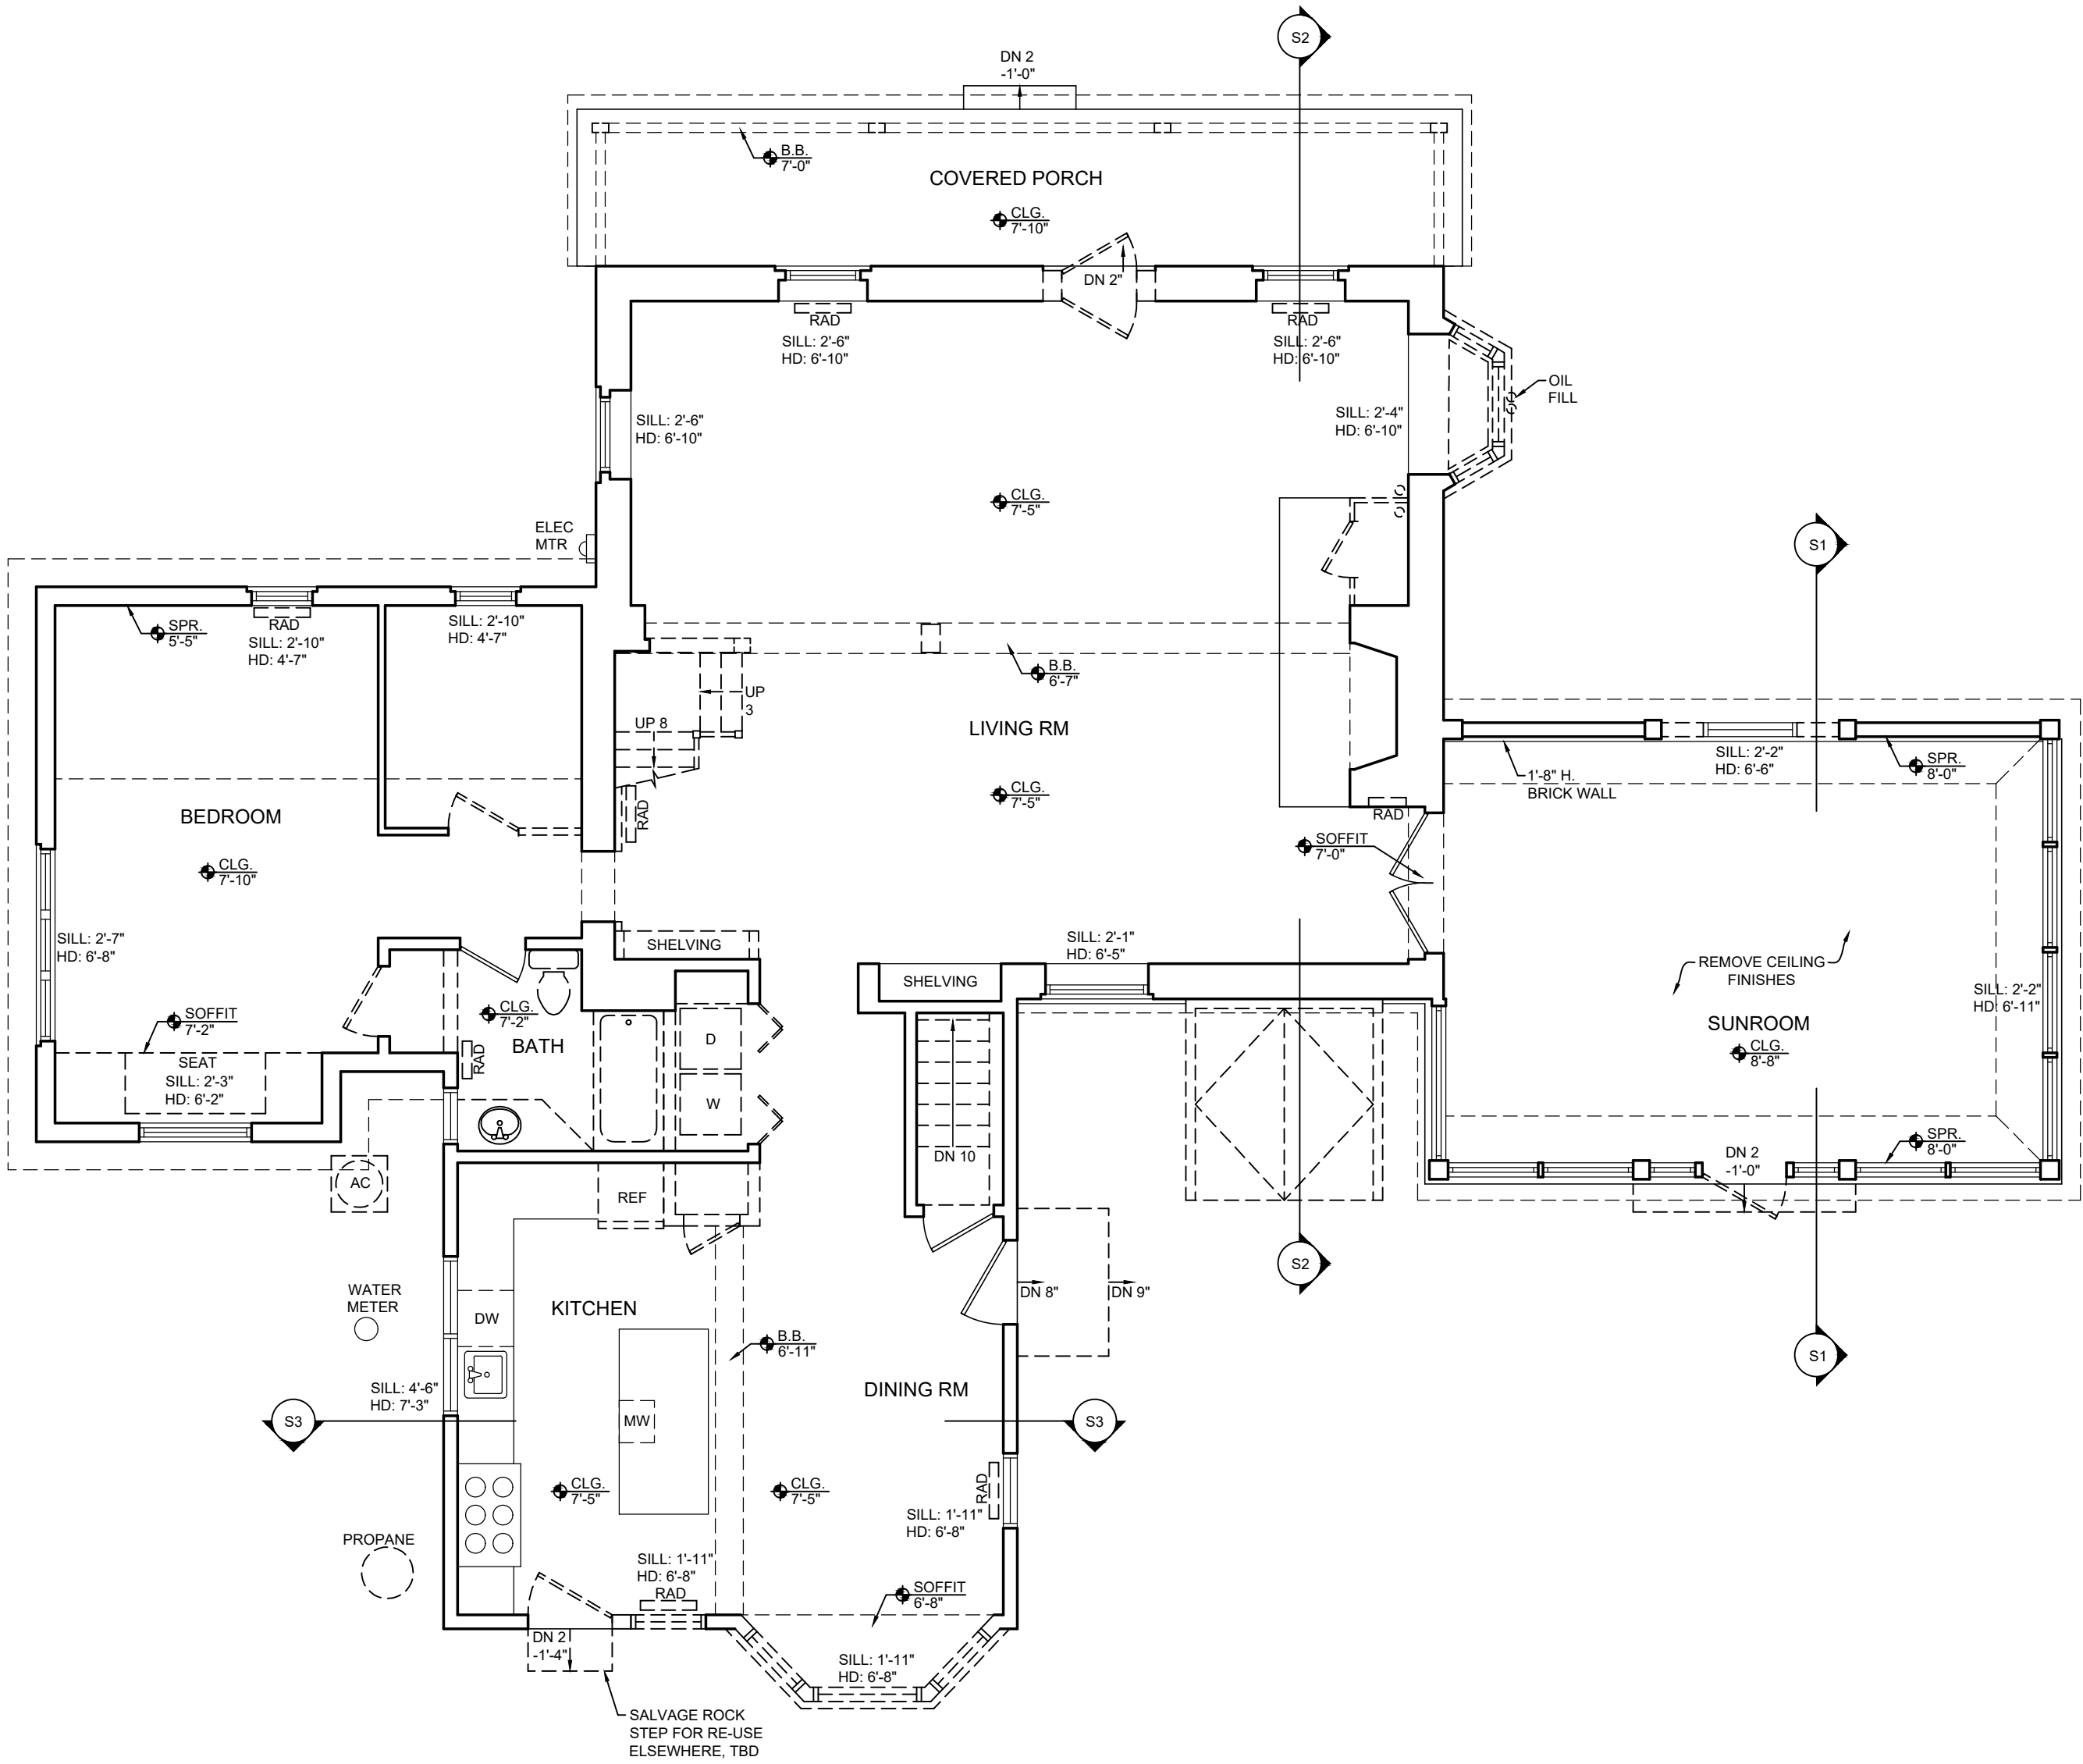 S2
DN 2
-1'-0"
B.B.
7'-0"
COVERED PORCH
CLG.
7'-10"
DN 2"
RAD
SILL: 2'-6"
HD: 6'-10"
RAD
SILL: 2'-6"
HD: 6'-10"
OIL
FILL
SILL: 2'-6"
HD: 6'-10"
SILL: 2'-4"
HD: 6'-10"
CLG.
7'-5"
ELEC
MTR
S1
SPR.
5'-5"
RAD
SILL: 2'-10"
HD: 4'-7"
SILL: 2'-10"
HD: 4'-7"
B.B.
6'-7"
UP
3
UP 8
LIVING RM
CLG.
7'-5"
RAD
RAD
SOFFIT
7'-0"
1'-8" H.
BRICK WALL
SILL: 2'-2"
HD: 6'-6"
SPR.
8'-0"
BEDROOM
CLG.
7'-10"
SILL: 2'-7"
HD: 6'-8"
SHELVING
SILL: 2'-1"
HD: 6'-5"
SHELVING
REMOVE CEILING
FINISHES
SILL: 2'-2"
HD: 6'-11"
SUNROOM
CLG.
8'-8"
SOFFIT
7'-2"
CLG.
7'-2"
BATH
RAD
D
W
SEAT
SILL: 2'-3"
HD: 6'-2"
DN 10
SPR.
8'-0"
DN 2
-1'-0"
AC
REF
S2
DN 8"
DN 9"
WATER
METER
KITCHEN
DW
B.B.
6'-11"
S1
DINING RM
SILL: 4'-6"
HD: 7'-3"
S3
MW
S3
CLG.
7'-5"
CLG.
7'-5"
RAD
SILL: 1'-11"
HD: 6'-8"
PROPANE
SILL: 1'-11"
HD: 6'-8"
RAD
SOFFIT
6'-8"
DN 2
-1'-4"
SILL: 1'-11"
HD: 6'-8"
SALVAGE ROCK
STEP FOR RE-USE
ELSEWHERE, TBD